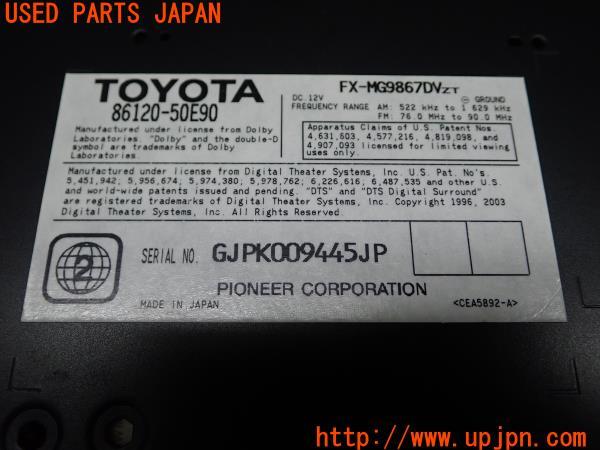 USED PARTS JAPAN
TOYOTA
86120-50E90
FX-MG9867DVZT
DC.12V
GROUND
FREQUENCY RANGE AM: 522 kHz to 1 629 kHz
FM: 76.0 MHz to 90.0 MHz
Manufactured under license from Dolby
Laboratories. "Dolby" and the double-D
symbol are trademarks of Dolby
Laboratories.
Apparatus Claims of U.S. Patent Nos.
4,631,603, 4,577,216, 4,819,098, and
4,907,093 licensed for limited viewing
uses only.
Manufactured under license from Digital Theater Systems, Inc. U.S. Pat. No's.
5,451,942; 5,956,674; 5,974,380; 5,978,762; 6,226,616; 6,487,535 and other U.S.
and world-wide patents issued and pending. "DTS" and "DTS Digital Surround"
are registered trademarks of Digital Theater Systems, Inc. Copyright 1996, 2003
Digital Theater Systems, Inc. All Rights Reserved.
2
SERIAL NO. GJPK009445JP
PIONEER CORPORATION
MADE IN JAPAN
<CEA5892-A>
http://www.upjpn.com/